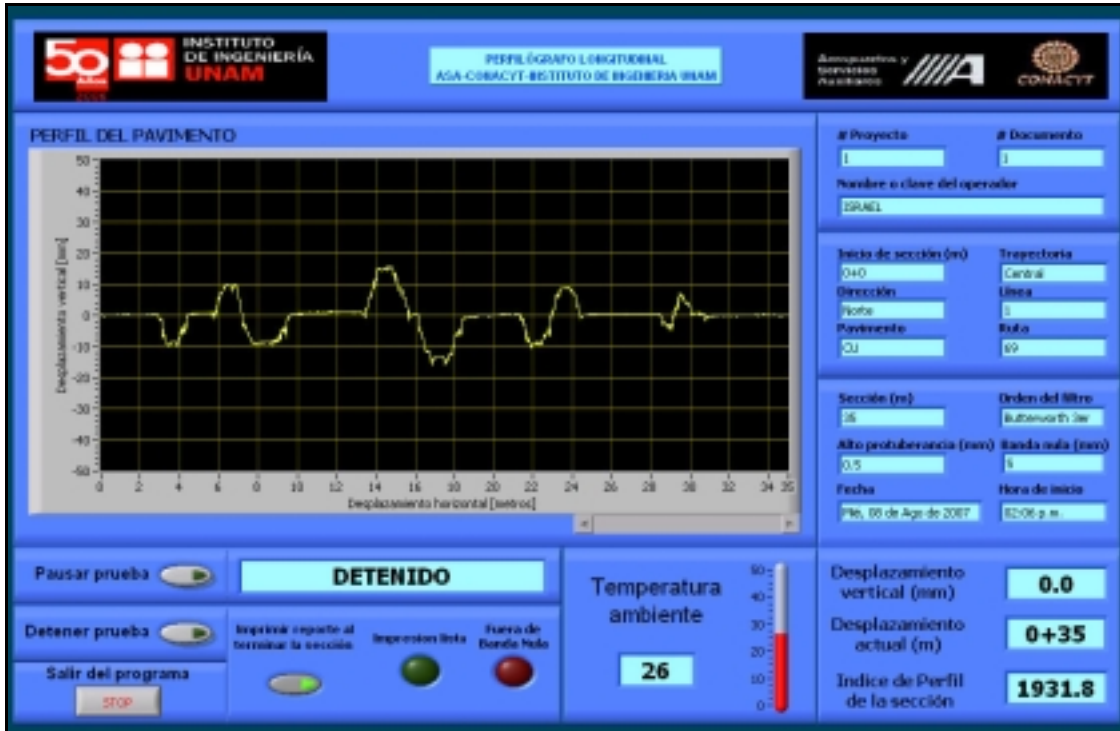 50
Años
INSTITUTO
DE INGENIERÍA
UNAM
PERFILÓGRAFO LONGITUDINAL
ASA-CONACYT-INSTITUTO DE INGENIERIA UNAM
Aeropuertos y
Servicios
Auxiliares
CONACYT
PERFIL DEL PAVIMENTO
Desplazamiento vertical [mm]
50
40
30
20
10
0
-10
-20
-30
-40
-50
0 2 4 6 8 10 12 14 16 18 20 22 24 26 28 30 32 34 35
Desplazamiento horizontal [metros]
# Proyecto # Documento
1 1
Nombre o clave del operador
ISRAEL
Inicio de sección (m) Trayectoria
0+0 Central
Dirección Línea
Norte 1
Pavimento Ruta
CU 69
Sección (m) Orden del filtro
35 Butterworth 3er
Alto protuberancia (mm) Banda nula (mm)
0.5 5
Fecha Hora de inicio
Mié, 08 de Ago de 2007 02:06 p.m.
Pausar prueba
DETENIDO
Detener prueba
Imprimir reporte al
terminar la sección
Impresion lista
Fuera de
Banda Nula
Salir del programa
STOP
Temperatura
ambiente
26
50
40
30
20
10
0
Desplazamiento
vertical (mm)
0.0
Desplazamiento
actual (m)
0+35
Indice de Perfil
de la sección
1931.8